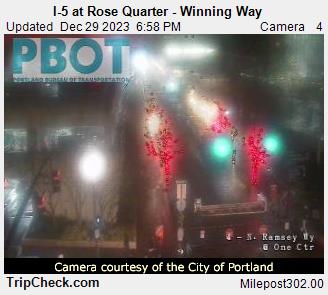 I-5 at Rose Quarter - Winning Way
Updated Dec 29 2023 6:58 PM Camera 4
PBOT
PORTLAND BUREAU OF TRANSPORTATION
4 - N. Ramsey Wy
@ One Ctr
Camera courtesy of the City of Portland
TripCheck.com Milepost302.00